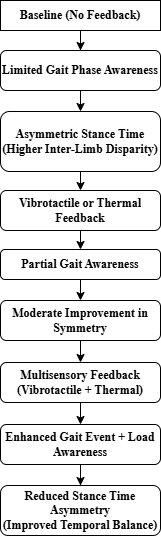 Baseline (No Feedback)
Limited Gait Phase Awareness
Asymmetric Stance Time
(Higher Inter-Limb Disparity)
Vibrotactile or Thermal
Feedback
Partial Gait Awareness
Moderate Improvement in
Symmetry
Multisensory Feedback
(Vibrotactile + Thermal)
Enhanced Gait Event + Load
Awareness
Reduced Stance Time
Asymmetry
(Improved Temporal Balance)